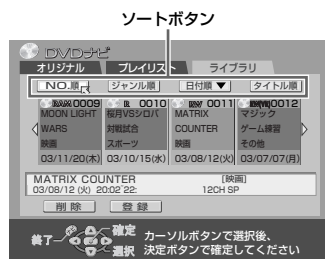 ソートボタン
DVDナビ
オリジナル プレイリスト ライブラリ
NO.順 ジャンル順 日付順▼ タイトル順
RAM 0009 R 0010 RW 0011 0012
MOON LIGHT 桜月VSシロバ MATRIX マジック
WARS 対戦試合 COUNTER ゲーム練習
映画 スポーツ 映画 その他
03/11/20(木) 03/10/15(水) 03/08/12(火) 03/07/07(月)
MATRIX COUNTER [映画]
03/08/12 (火) 20:02~22: 12CH SP
削除 登録
終了 確定 選択 カーソルボタンで選択後、
決定ボタンで確定してください